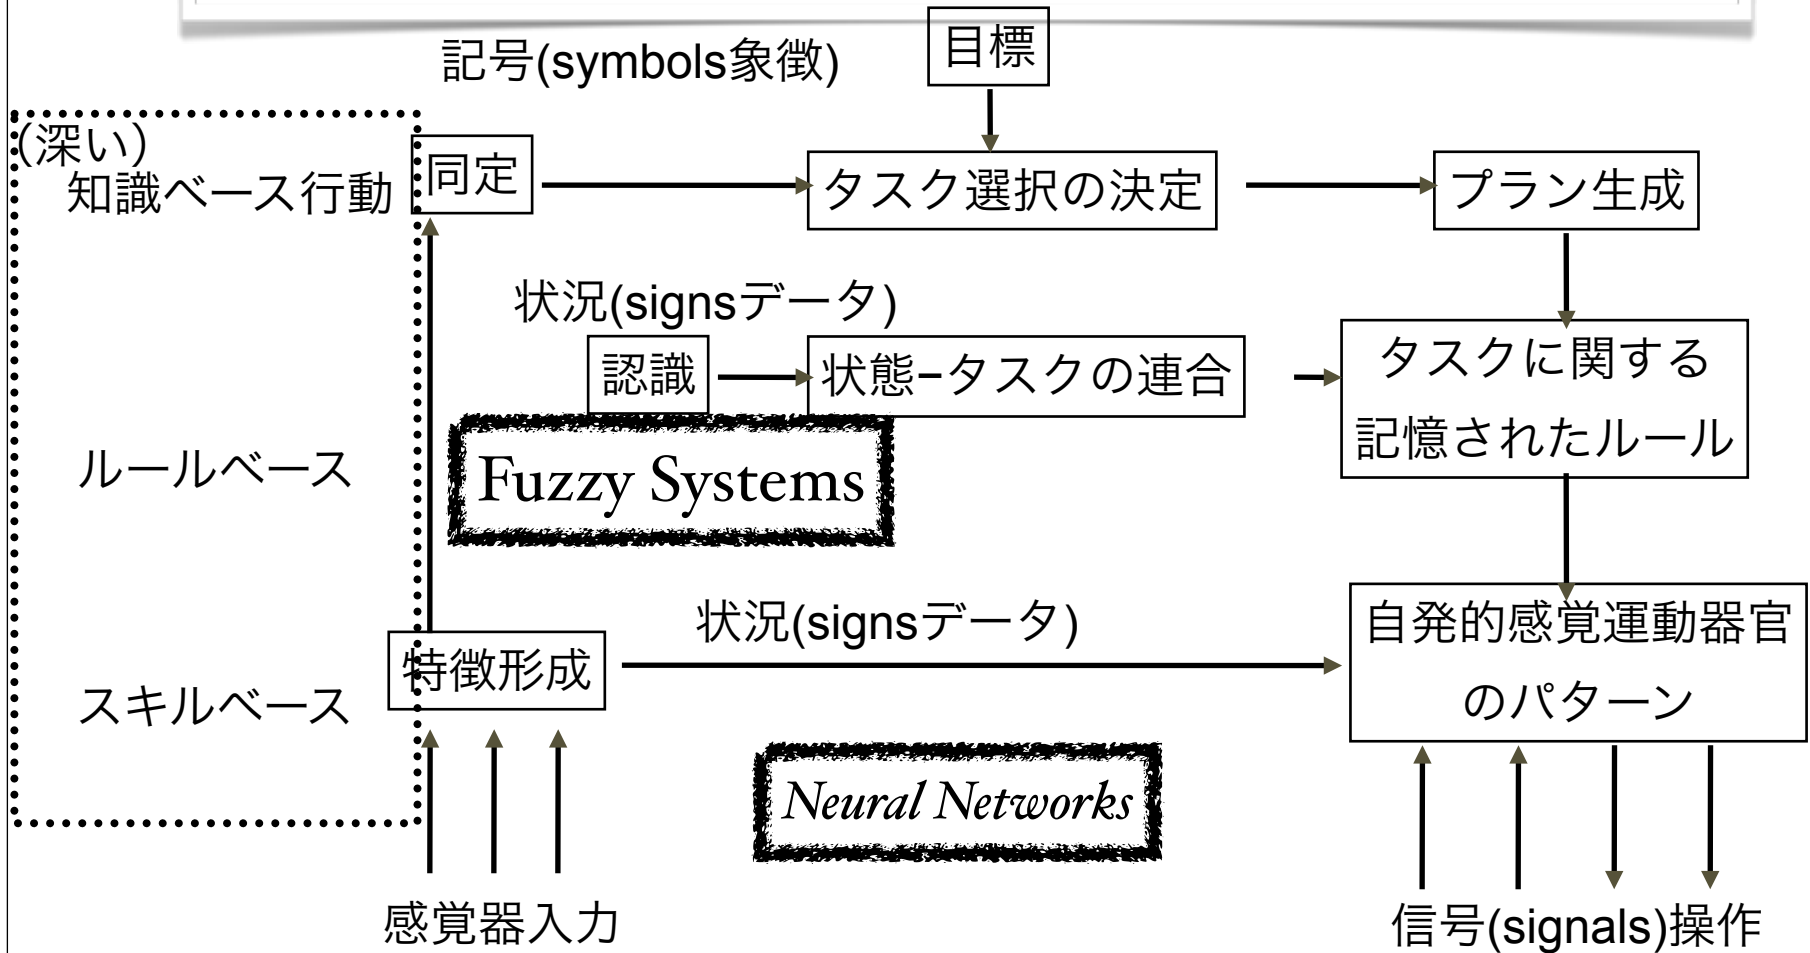 記号(symbols象徴)
目標
（深い）
知識ベース行動
同定
タスク選択の決定
プラン生成
状況(signsデータ)
認識
状態−タスクの連合
タスクに関する
記憶されたルール
ルールベース
Fuzzy Systems
状況(signsデータ)
自発的感覚運動器官
のパターン
特徴形成
スキルベース
Neural Networks
感覚器入力
信号(signals)操作